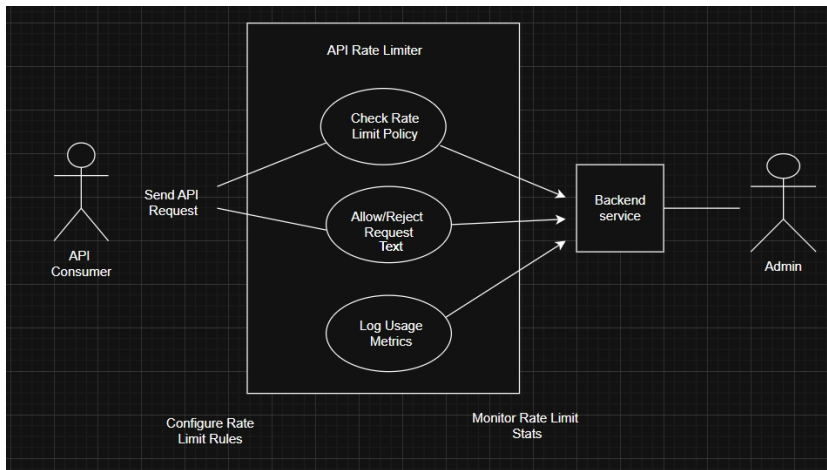 API Rate Limiter
Check Rate
Limit Policy
Send API
Request
Allow/Reject
Request
Text
Backend
service
API
Consumer
Admin
Log Usage
Metrics
Configure Rate
Limit Rules
Monitor Rate Limit
Stats